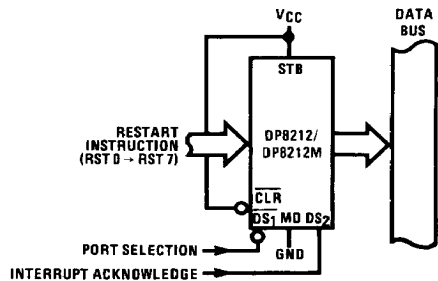 VCC
DATA
BUS
STB
RESTART
INSTRUCTION
(RST 0 → RST 7)
DP8212/
DP8212M
CLR
DS1 MD DS2
PORT SELECTION
GND
INTERRUPT ACKNOWLEDGE